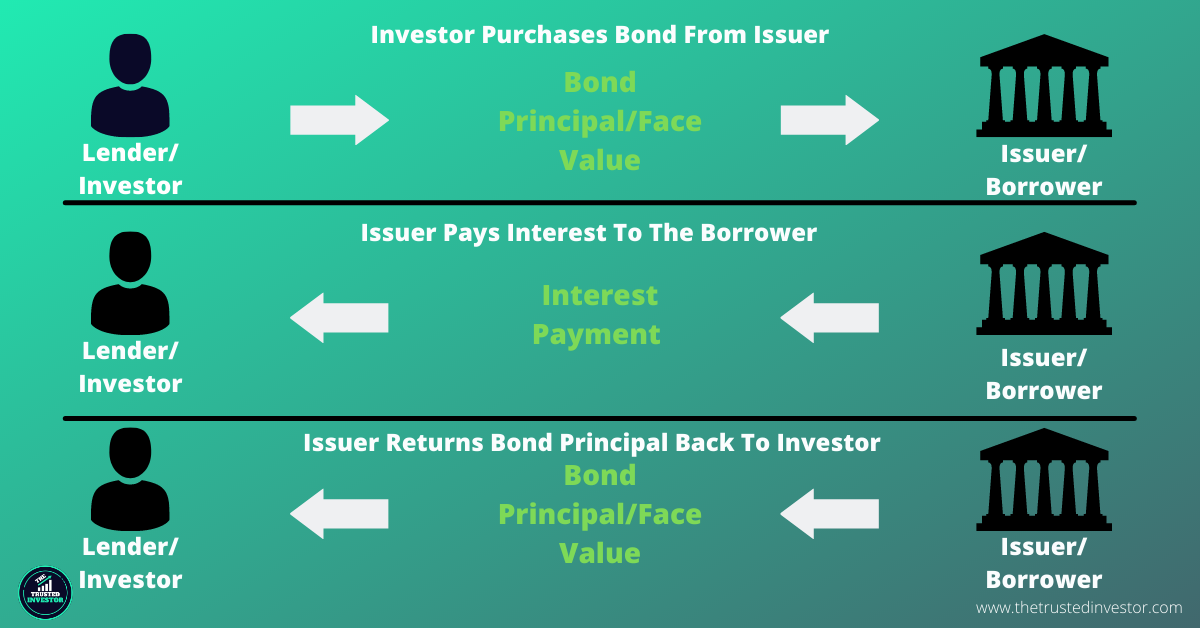 Investor Purchases Bond From Issuer
Bond
Principal/Face
Value
Lender/
Investor
Issuer/
Borrower
Issuer Pays Interest To The Borrower
Interest
Payment
Lender/
Investor
Issuer/
Borrower
Issuer Returns Bond Principal Back To Investor
Bond
Principal/Face
Value
Lender/
Investor
Issuer/
Borrower
THE
TRUSTED
INVESTOR
www.thetrustedinvestor.com